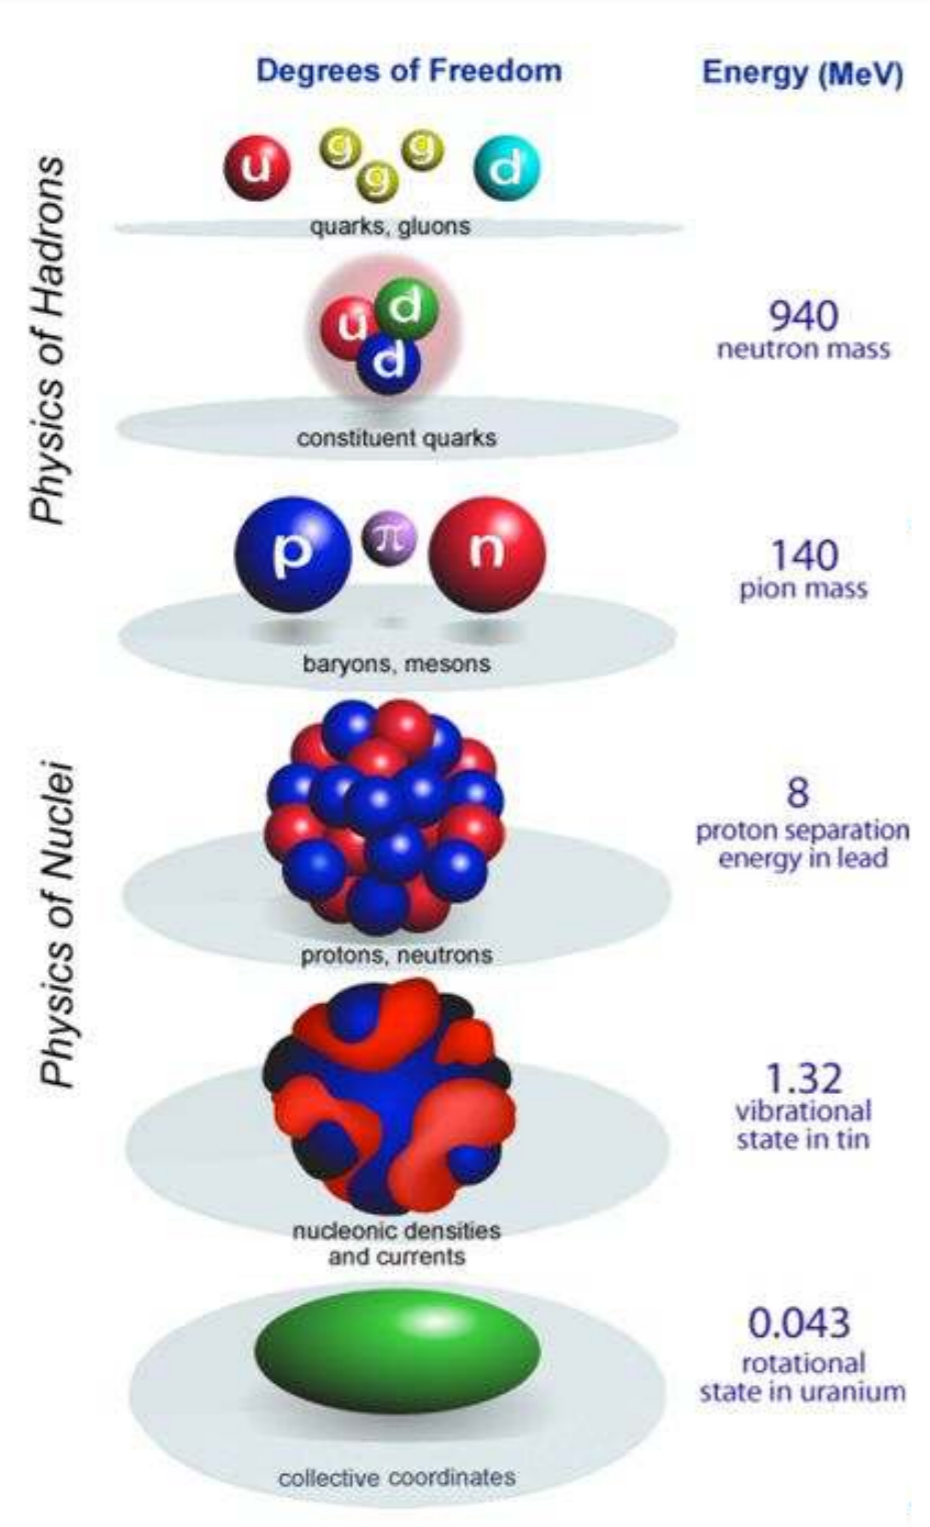 Degrees of Freedom
Energy (MeV)
Physics of Hadrons
u g g g d
quarks, gluons
u d d
constituent quarks
940
neutron mass
p π n
baryons, mesons
140
pion mass
Physics of Nuclei
protons, neutrons
8
proton separation
energy in lead
nucleonic densities
and currents
1.32
vibrational
state in tin
collective coordinates
0.043
rotational
state in uranium